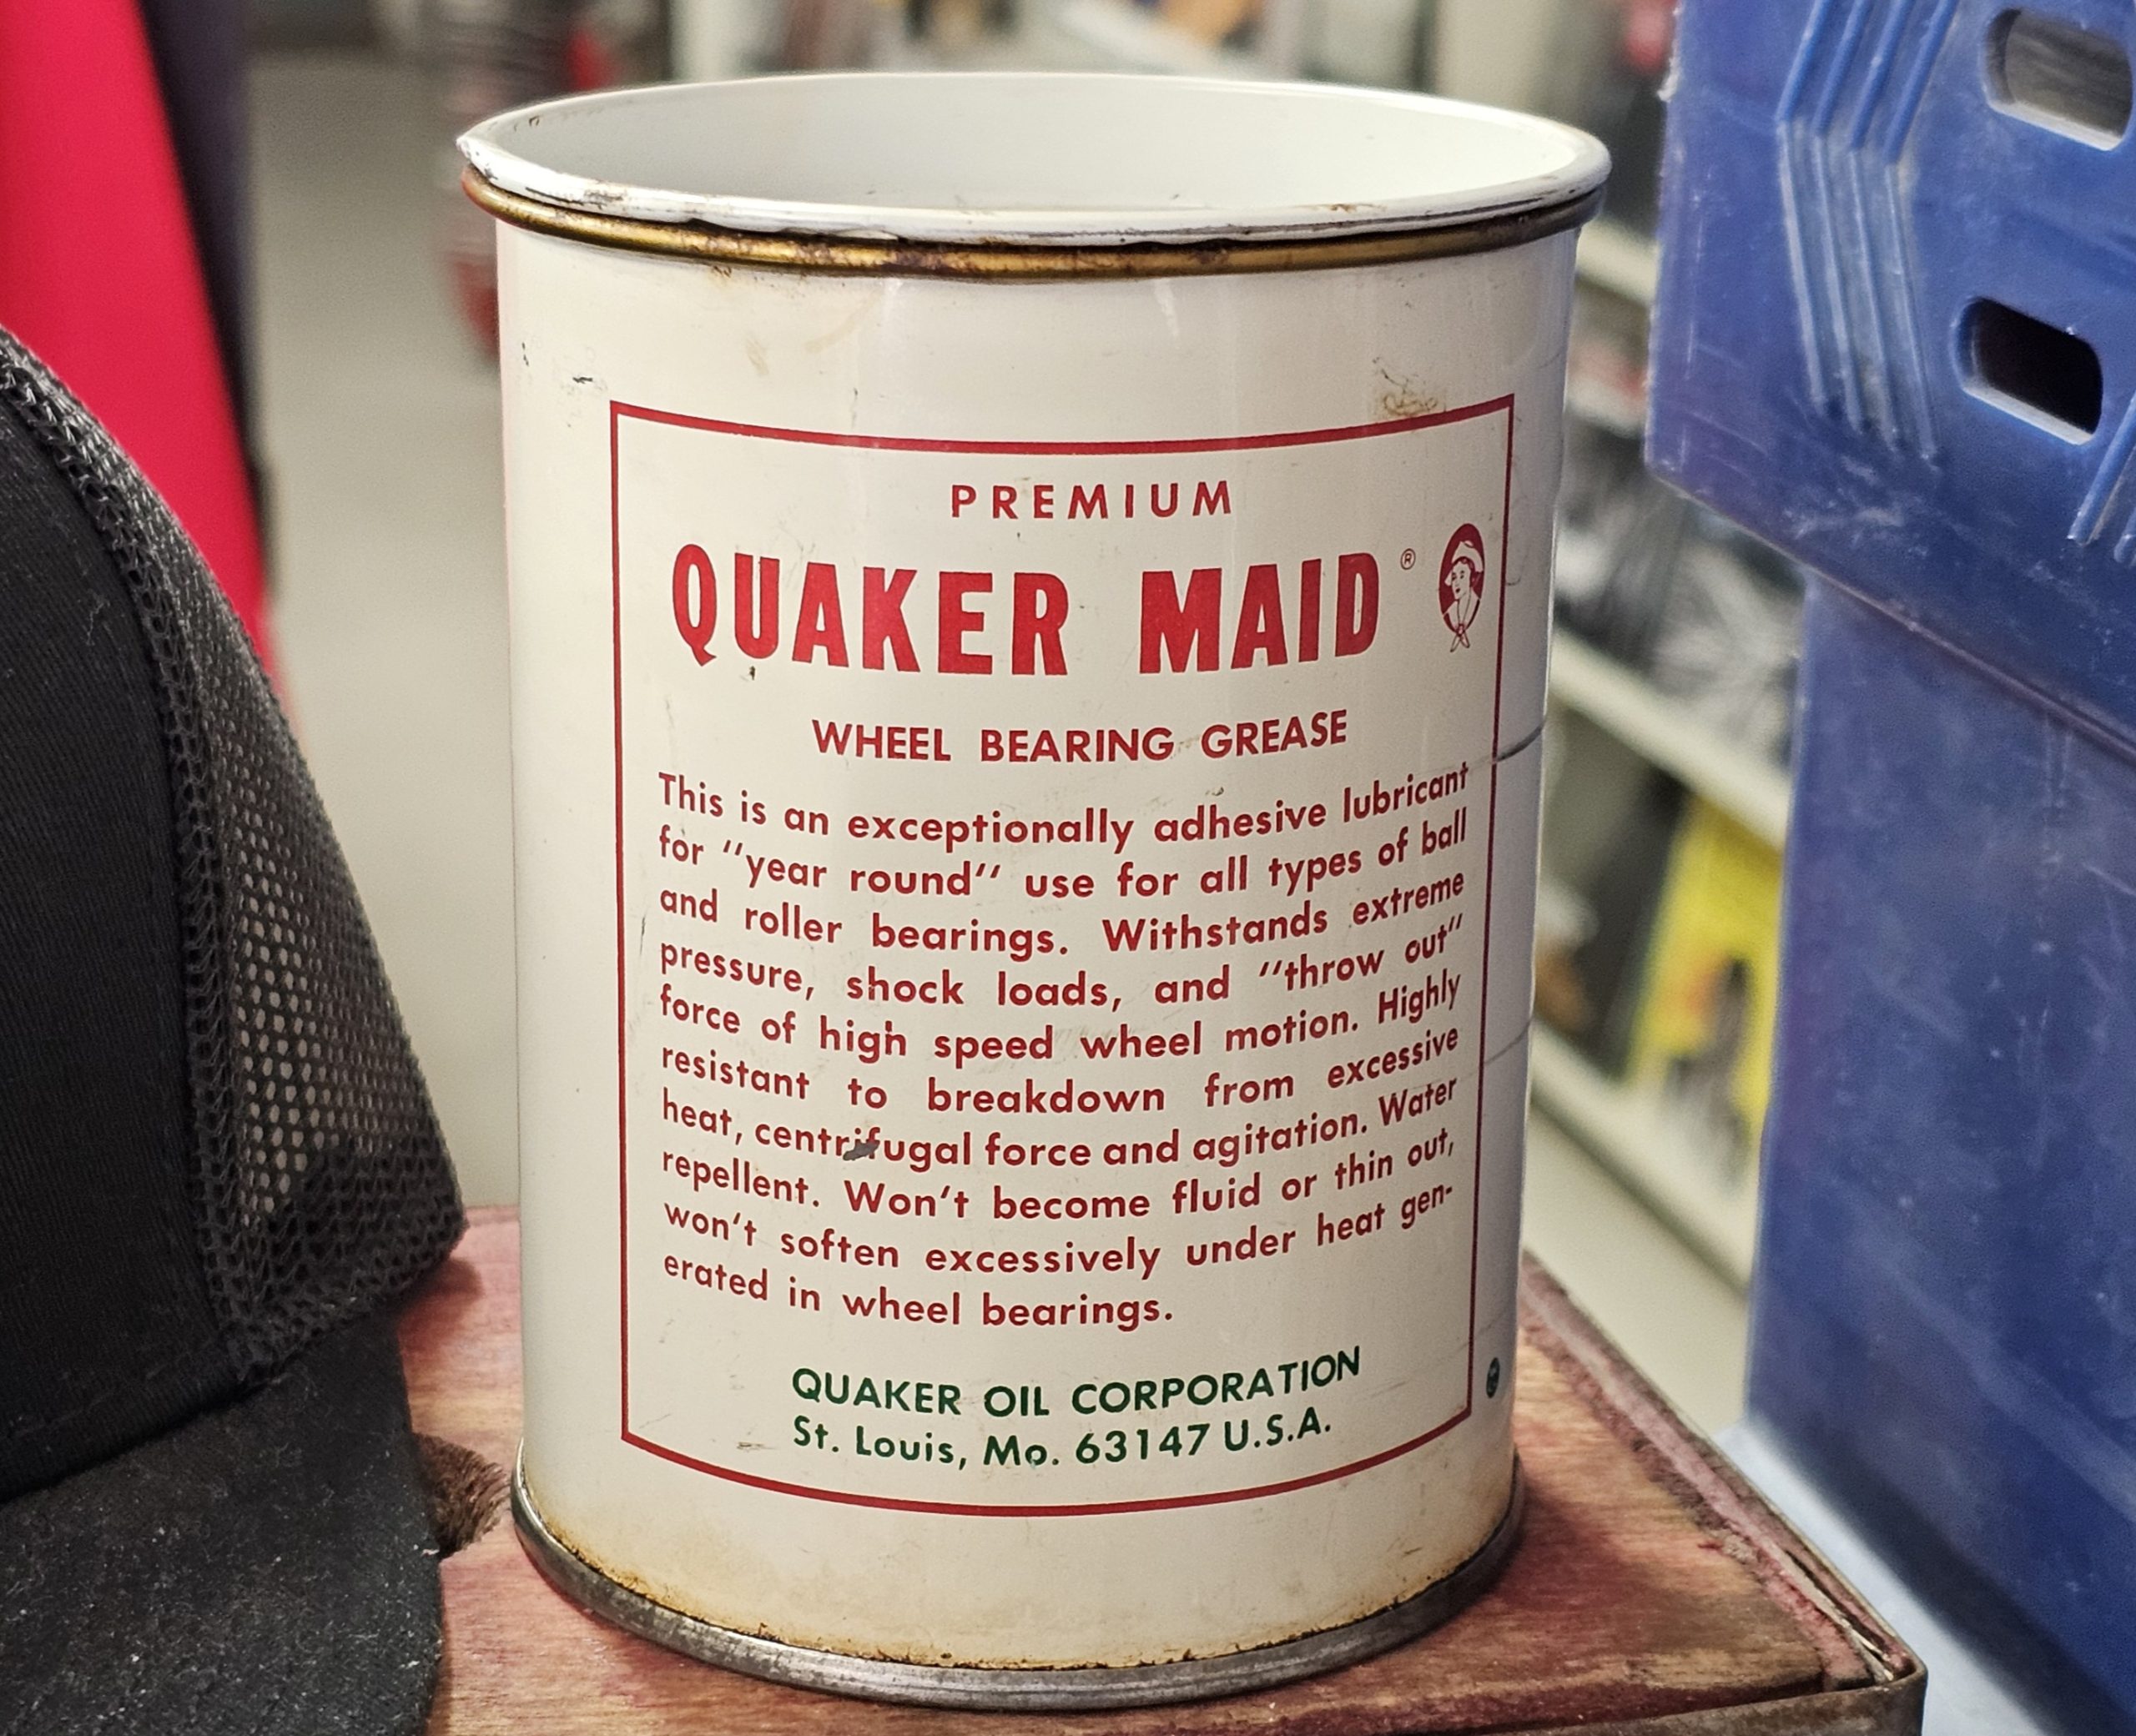 PREMIUM
QUAKER MAID ®
WHEEL BEARING GREASE
This is an exceptionally adhesive lubricant
for "year round" use for all types of ball
and roller bearings. Withstands extreme
pressure, shock loads, and "throw out"
force of high speed wheel motion. Highly
resistant to breakdown from excessive
heat, centrifugal force and agitation. Water
repellent. Won't become fluid or thin out,
won't soften excessively under heat gen-
erated in wheel bearings.
QUAKER OIL CORPORATION
St. Louis, Mo. 63147 U.S.A.